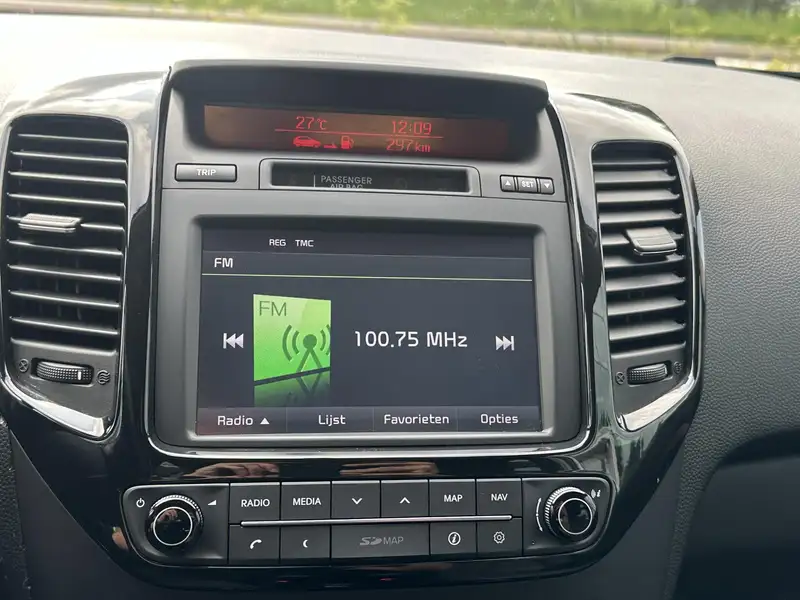 27°C 12:09
297km
TRIP
PASSENGER
AIR BAG
SET
REG TMC
FM
FM
100.75 MHz
Radio Lijst Favorieten Opties
RADIO MEDIA MAP NAV
SD MAP